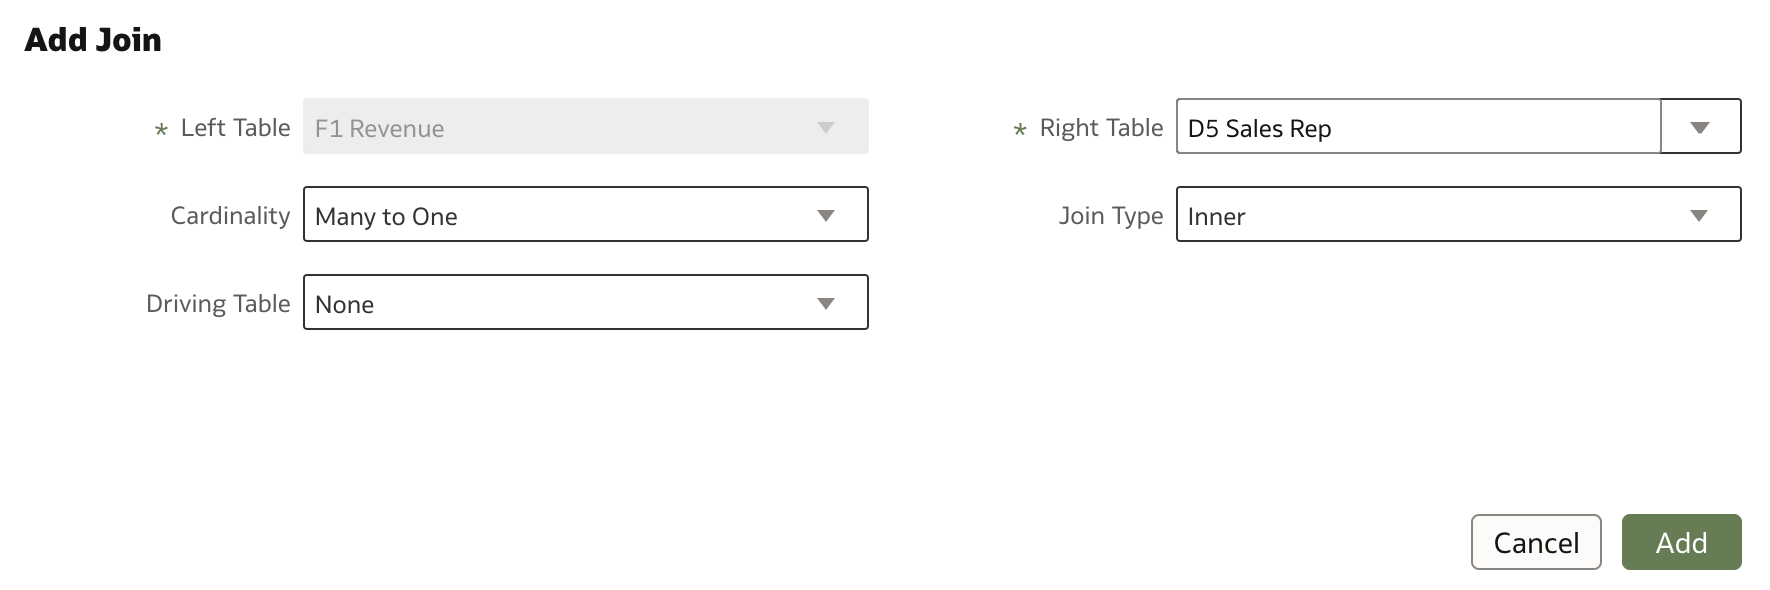 Add Join
* Left Table F1 Revenue
* Right Table D5 Sales Rep
Cardinality Many to One
Join Type Inner
Driving Table None
Cancel
Add